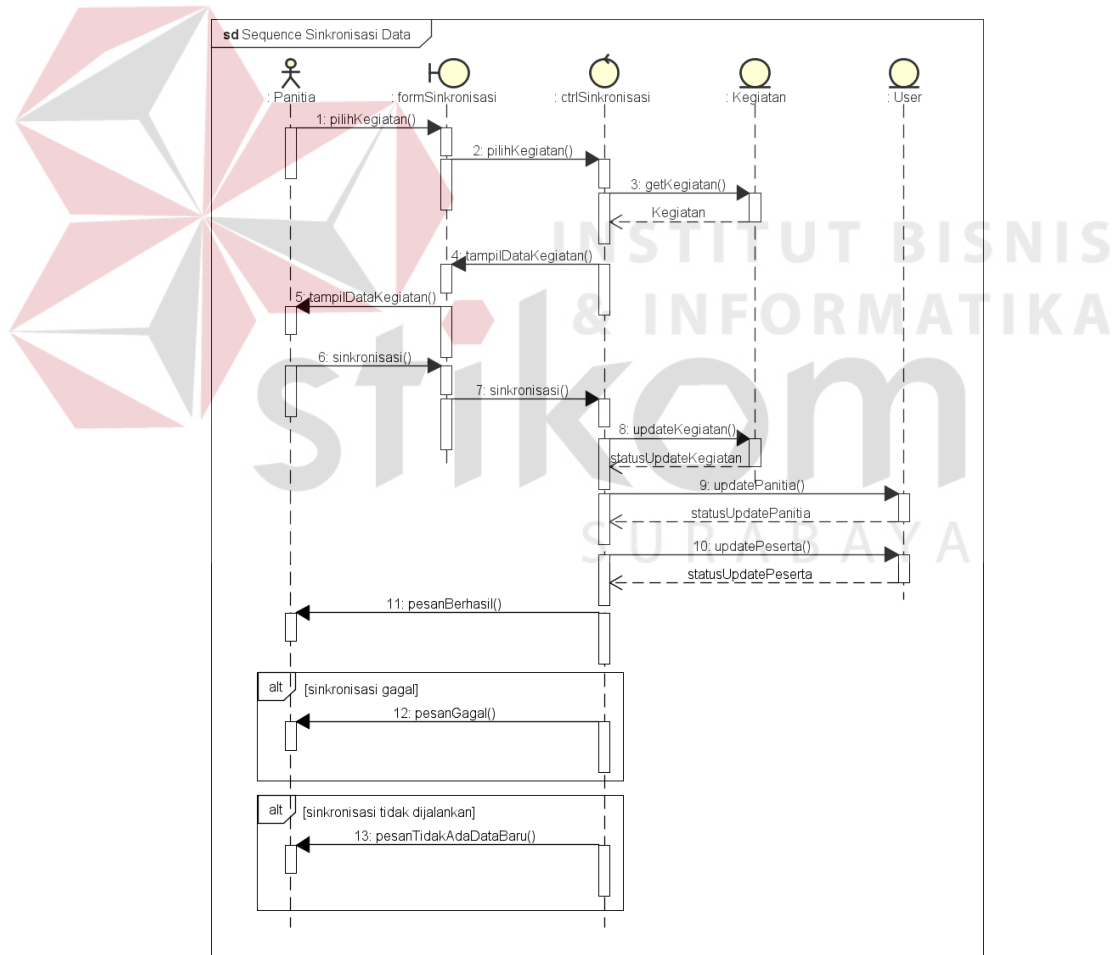 sd Sequence Sinkronisasi Data
: Panitia
: formSinkronisasi
: ctrlSinkronisasi
: Kegiatan
: User
1: pilihKegiatan()
2: pilihKegiatan()
3: getKegiatan()
Kegiatan
4: tampilDataKegiatan()
5: tampilDataKegiatan()
6: sinkronisasi()
7: sinkronisasi()
8: updateKegiatan()
statusUpdateKegiatan
9: updatePanitia()
statusUpdatePanitia
10: updatePeserta()
statusUpdatePeserta
11: pesanBerhasil()
alt [sinkronisasi gagal]
12: pesanGagal()
alt [sinkronisasi tidak dijalankan]
13: pesanTidakAdaDataBaru()
INSTITUT BISNIS
& INFORMATIKA
stikom
SURABAYA